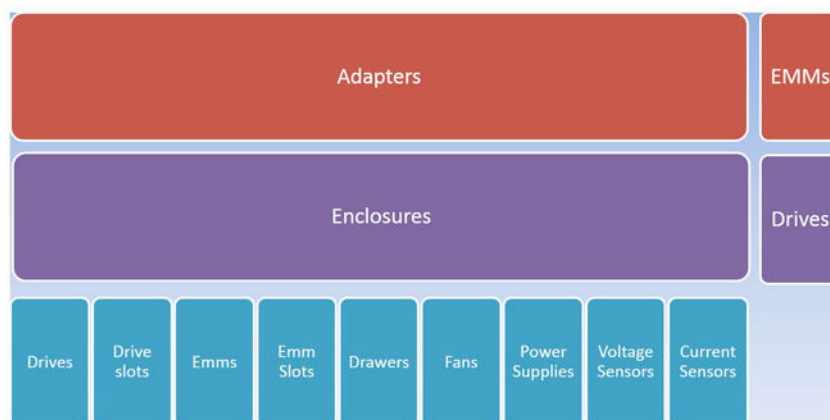 Adapters
EMMs
Enclosures
Drives
Drives
Drive
slots
Emms
Emm
Slots
Drawers
Fans
Power
Supplies
Voltage
Sensors
Current
Sensors